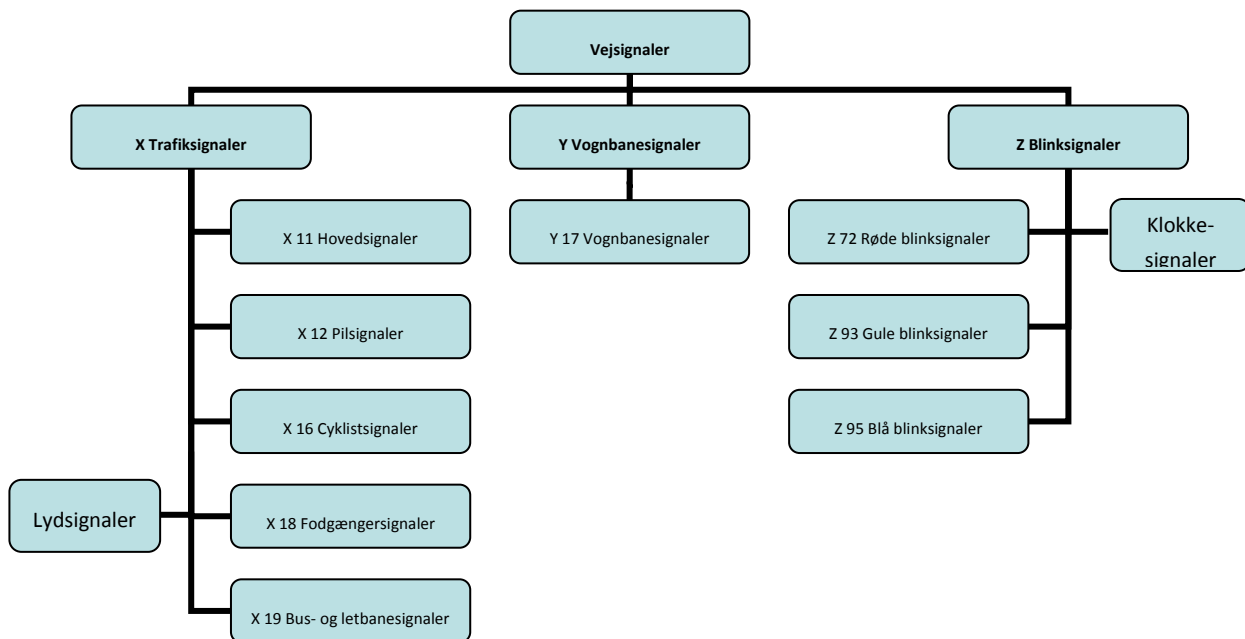 Vejsignaler
X Trafiksignaler
Y Vognbanesignaler
Z Blinksignaler
X 11 Hovedsignaler
Y 17 Vognbanesignaler
Z 72 Røde blinksignaler
Klokke-
signaler
X 12 Pilsignaler
Z 93 Gule blinksignaler
X 16 Cyklistsignaler
Z 95 Blå blinksignaler
Lydsignaler
X 18 Fodgængersignaler
X 19 Bus- og letbanesignaler